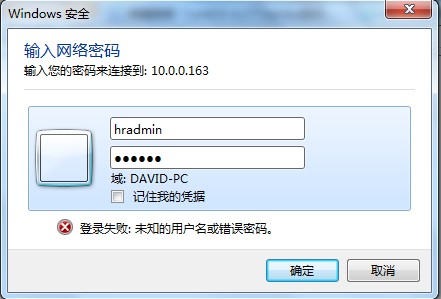 Windows 安全
输入网络密码
输入您的密码来连接到: 10.0.0.163
hradmin
●●●●●●
域: DAVID-PC
记住我的凭据
登录失败: 未知的用户名或错误密码。
确定
取消